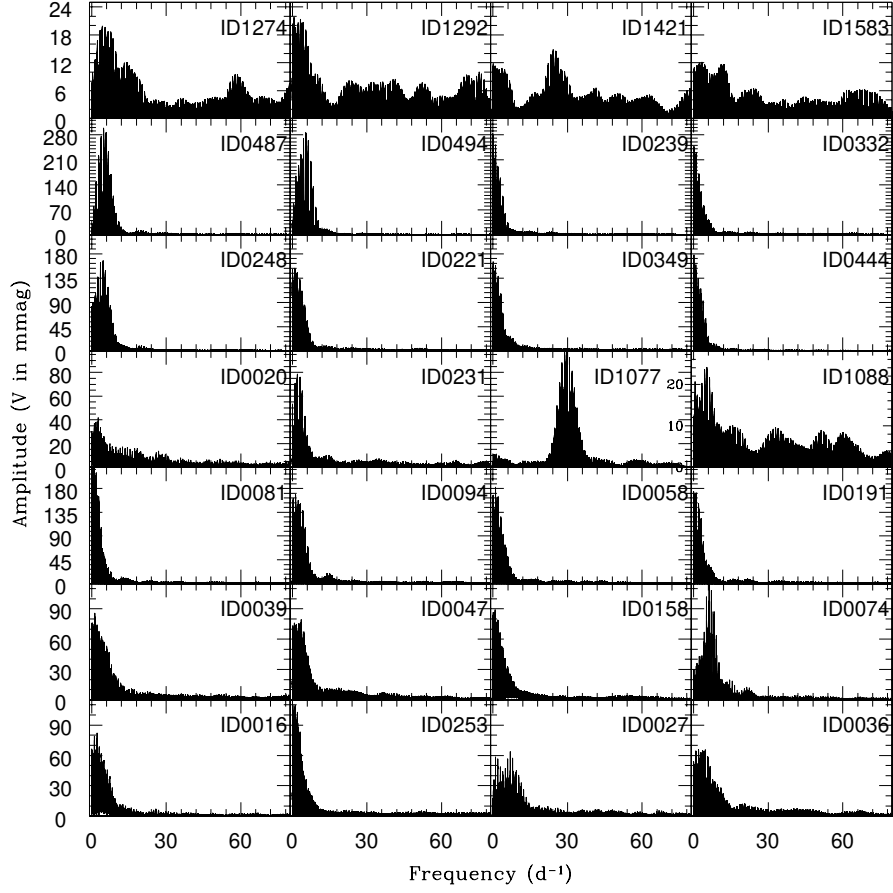 24
18
12
6
0
ID1274
ID1292
ID1421
ID1583
280
210
140
70
0
ID0487
ID0494
ID0239
ID0332
180
135
90
45
0
ID0248
ID0221
ID0349
ID0444
80
60
40
20
0
ID0020
ID0231
ID1077
20
10
0
ID1088
180
135
90
45
0
ID0081
ID0094
ID0058
ID0191
90
60
30
0
ID0039
ID0047
ID0158
ID0074
90
60
30
0
ID0016
ID0253
ID0027
ID0036
0 30 60 0 30 60 0 30 60 0 30 60
Amplitude (V in mmag)
Frequency (d⁻¹)